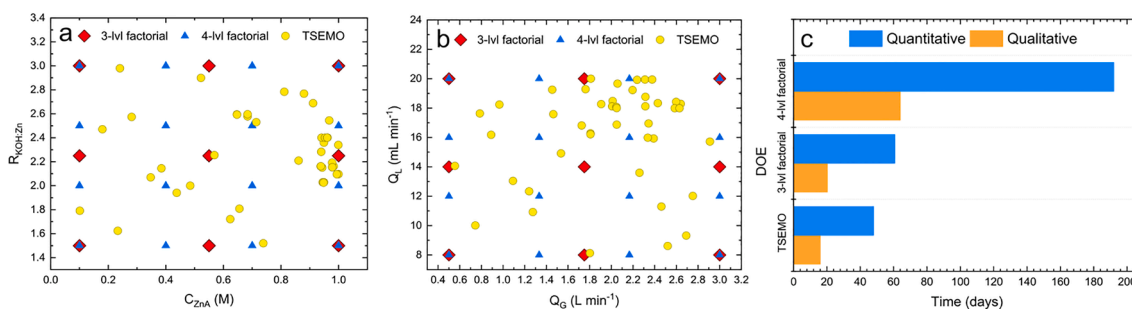 a
3-lvl factorial
4-lvl factorial
TSEMO
3.4
3.2
3.0
2.8
2.6
2.4
2.2
2.0
1.8
1.6
1.4
R_KOH:Zn
0.0 0.2 0.4 0.6 0.8 1.0
C_ZnA (M)
b
3-lvl factorial
4-lvl factorial
TSEMO
24
22
20
18
16
14
12
10
8
Q_L (mL min⁻¹)
0.4 0.6 0.8 1.0 1.2 1.4 1.6 1.8 2.0 2.2 2.4 2.6 2.8 3.0 3.2
Q_G (L min⁻¹)
c
Quantitative
Qualitative
DOE
4-lvl factorial
3-lvl factorial
TSEMO
0 20 40 60 80 100 120 140 160 180 200
Time (days)